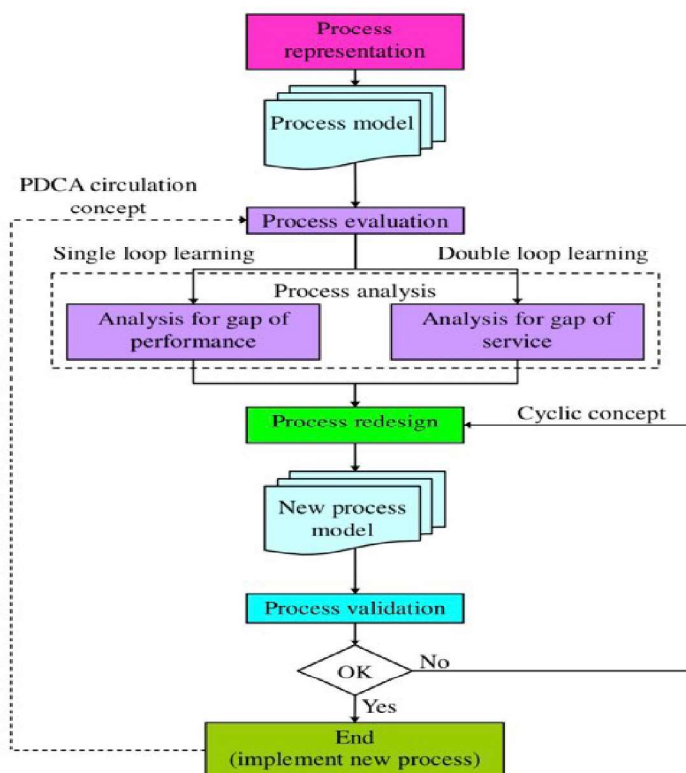 Process
representation
Process model
PDCA circulation
concept
Process evaluation
Single loop learning
Double loop learning
Process analysis
Analysis for gap of
performance
Analysis for gap of
service
Process redesign
Cyclic concept
New process
model
Process validation
OK
No
Yes
End
(implement new process)